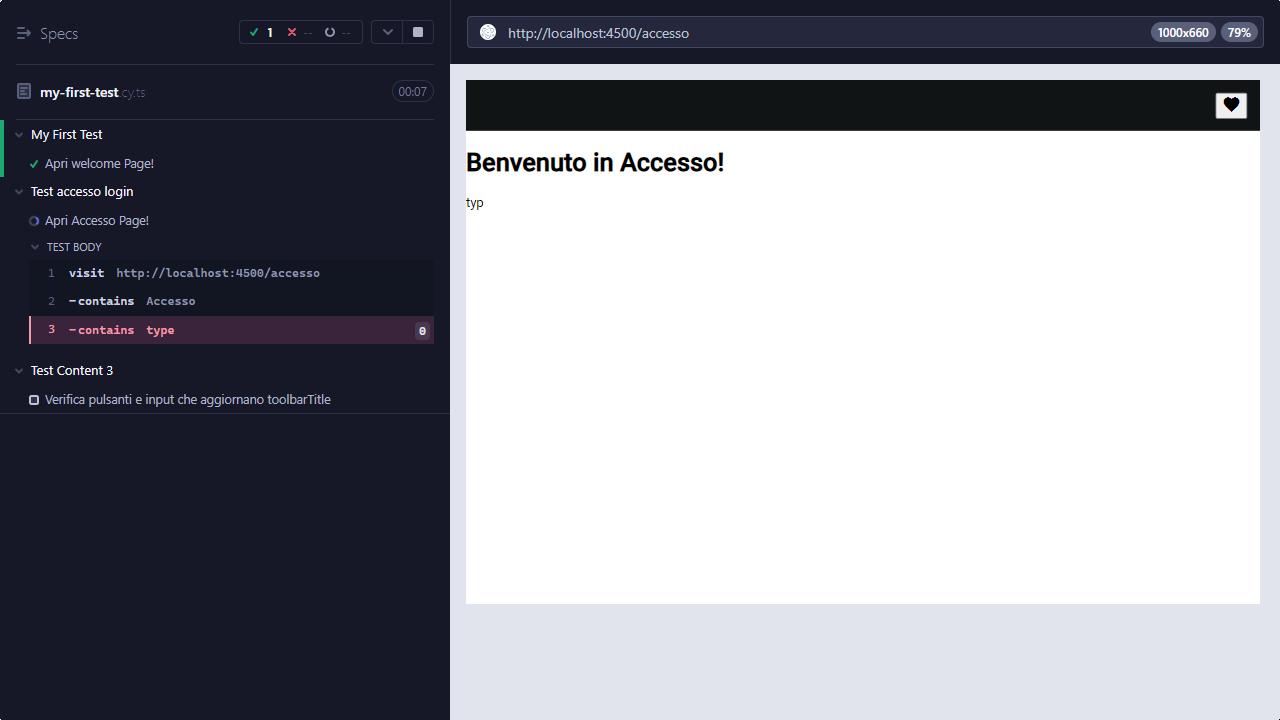 Specs
1 -- --
my-first-test.cy.ts
00:07
My First Test
Apri welcome Page!
Test accesso login
Apri Accesso Page!
TEST BODY
1 visit http://localhost:4500/accesso
2 -contains Accesso
3 -contains type 0
Test Content 3
Verifica pulsanti e input che aggiornano toolbarTitle
http://localhost:4500/accesso
1000x660
79%
Benvenuto in Accesso!
typ